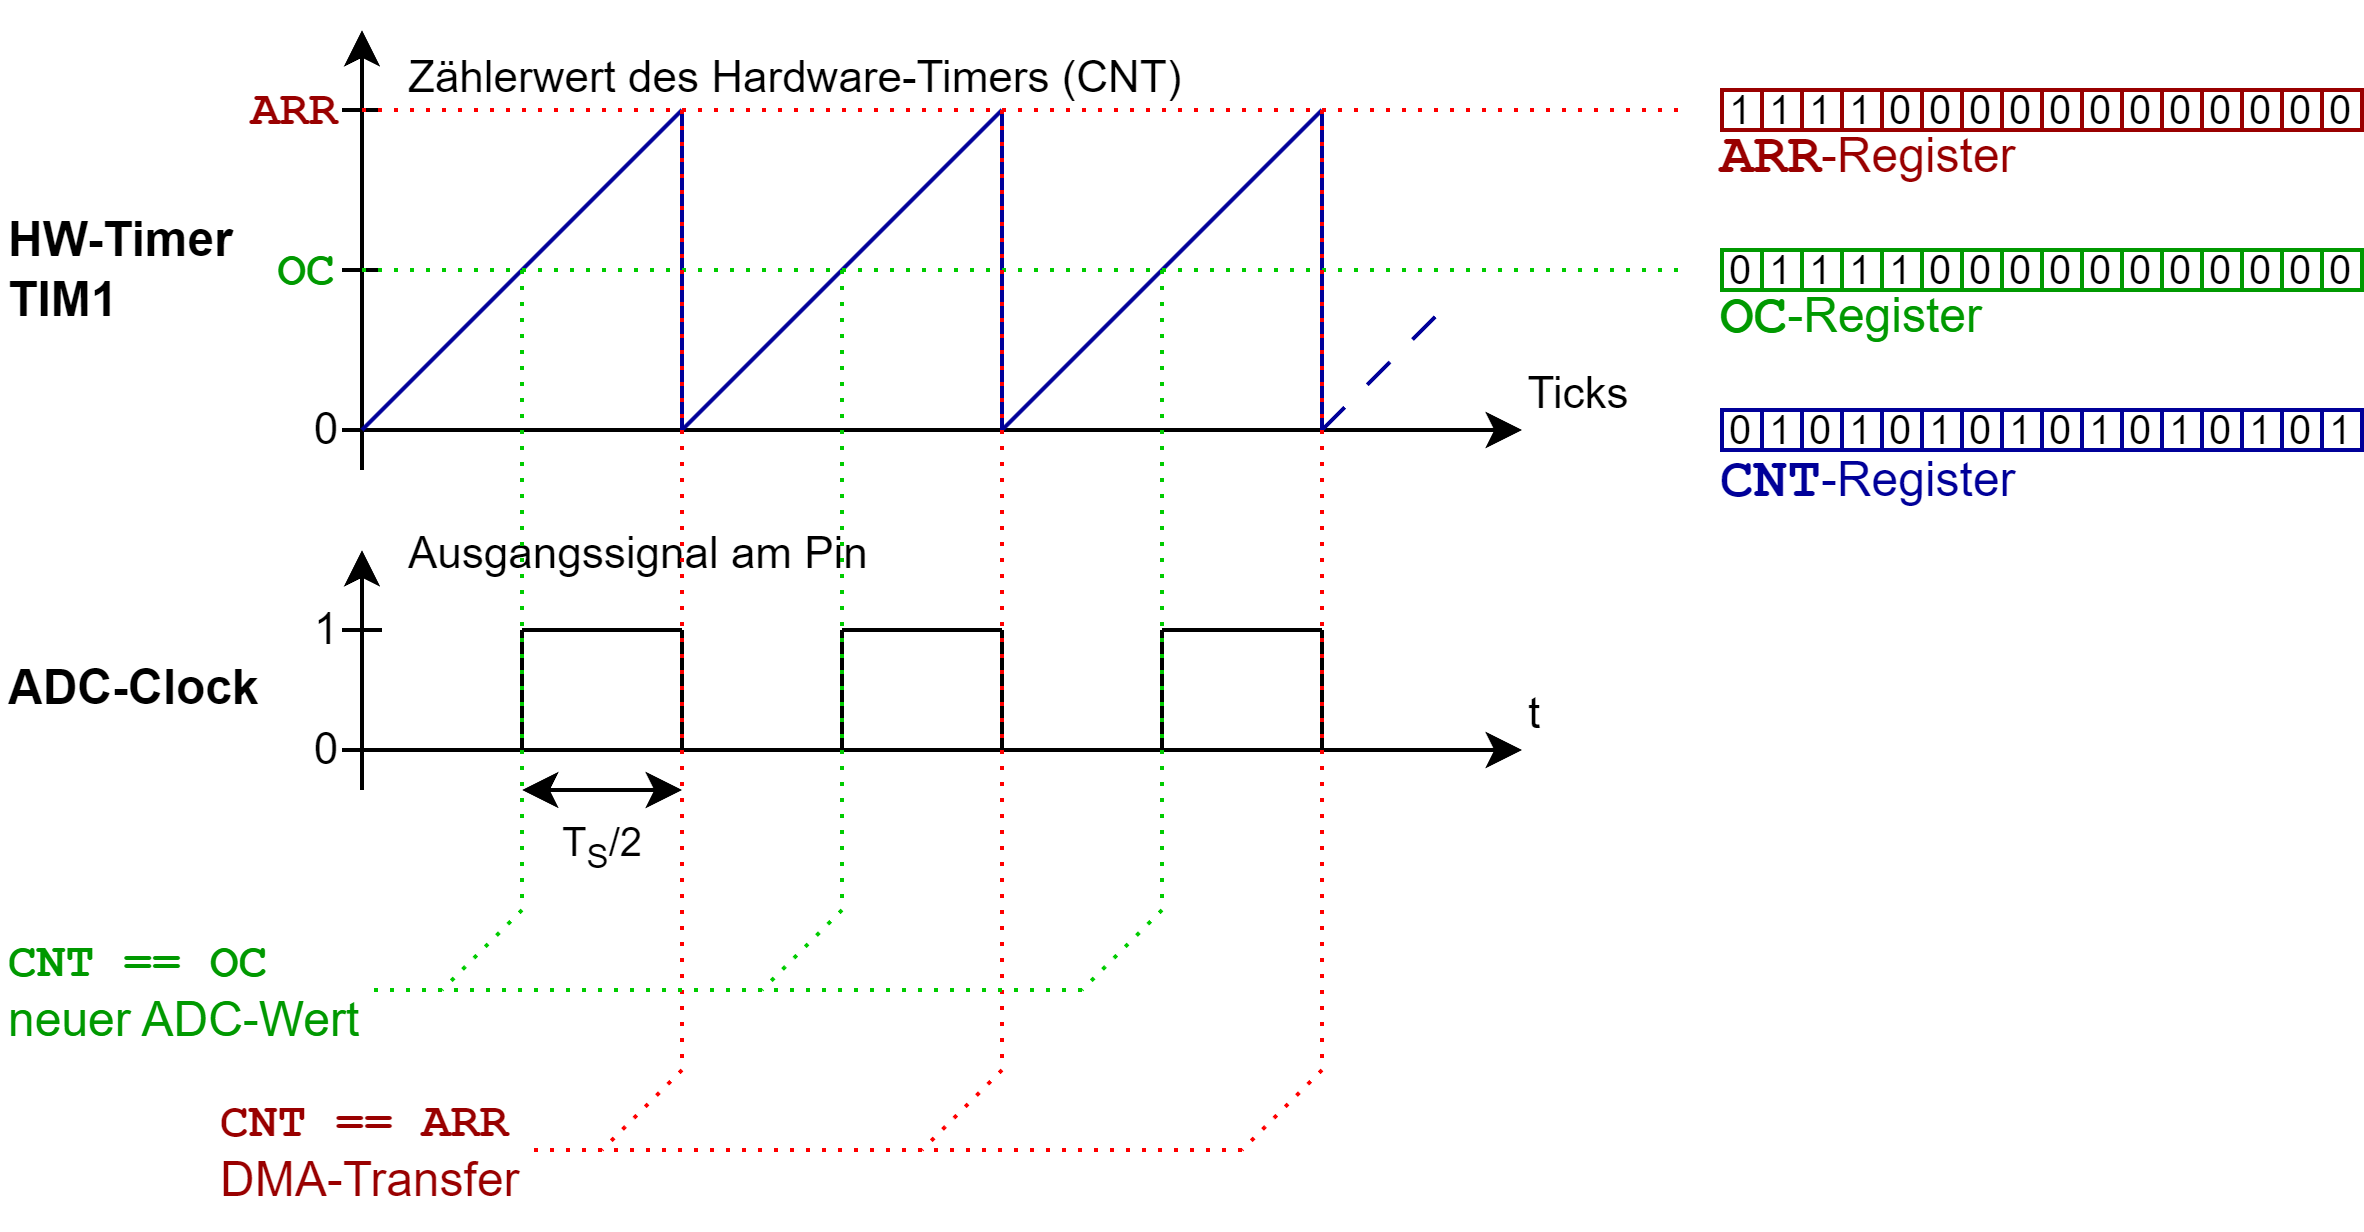 Zählerwert des Hardware-Timers (CNT)
ARR
1 1 1 1 0 0 0 0 0 0 0 0 0 0 0 0
ARR-Register
HW-Timer
TIM1
OC
0 1 1 1 1 0 0 0 0 0 0 0 0 0 0 0
OC-Register
Ticks
0
0 1 0 1 0 1 0 1 0 1 0 1 0 1 0 1
CNT-Register
Ausgangssignal am Pin
1
ADC-Clock
t
0
TS/2
CNT == OC
neuer ADC-Wert
CNT == ARR
DMA-Transfer